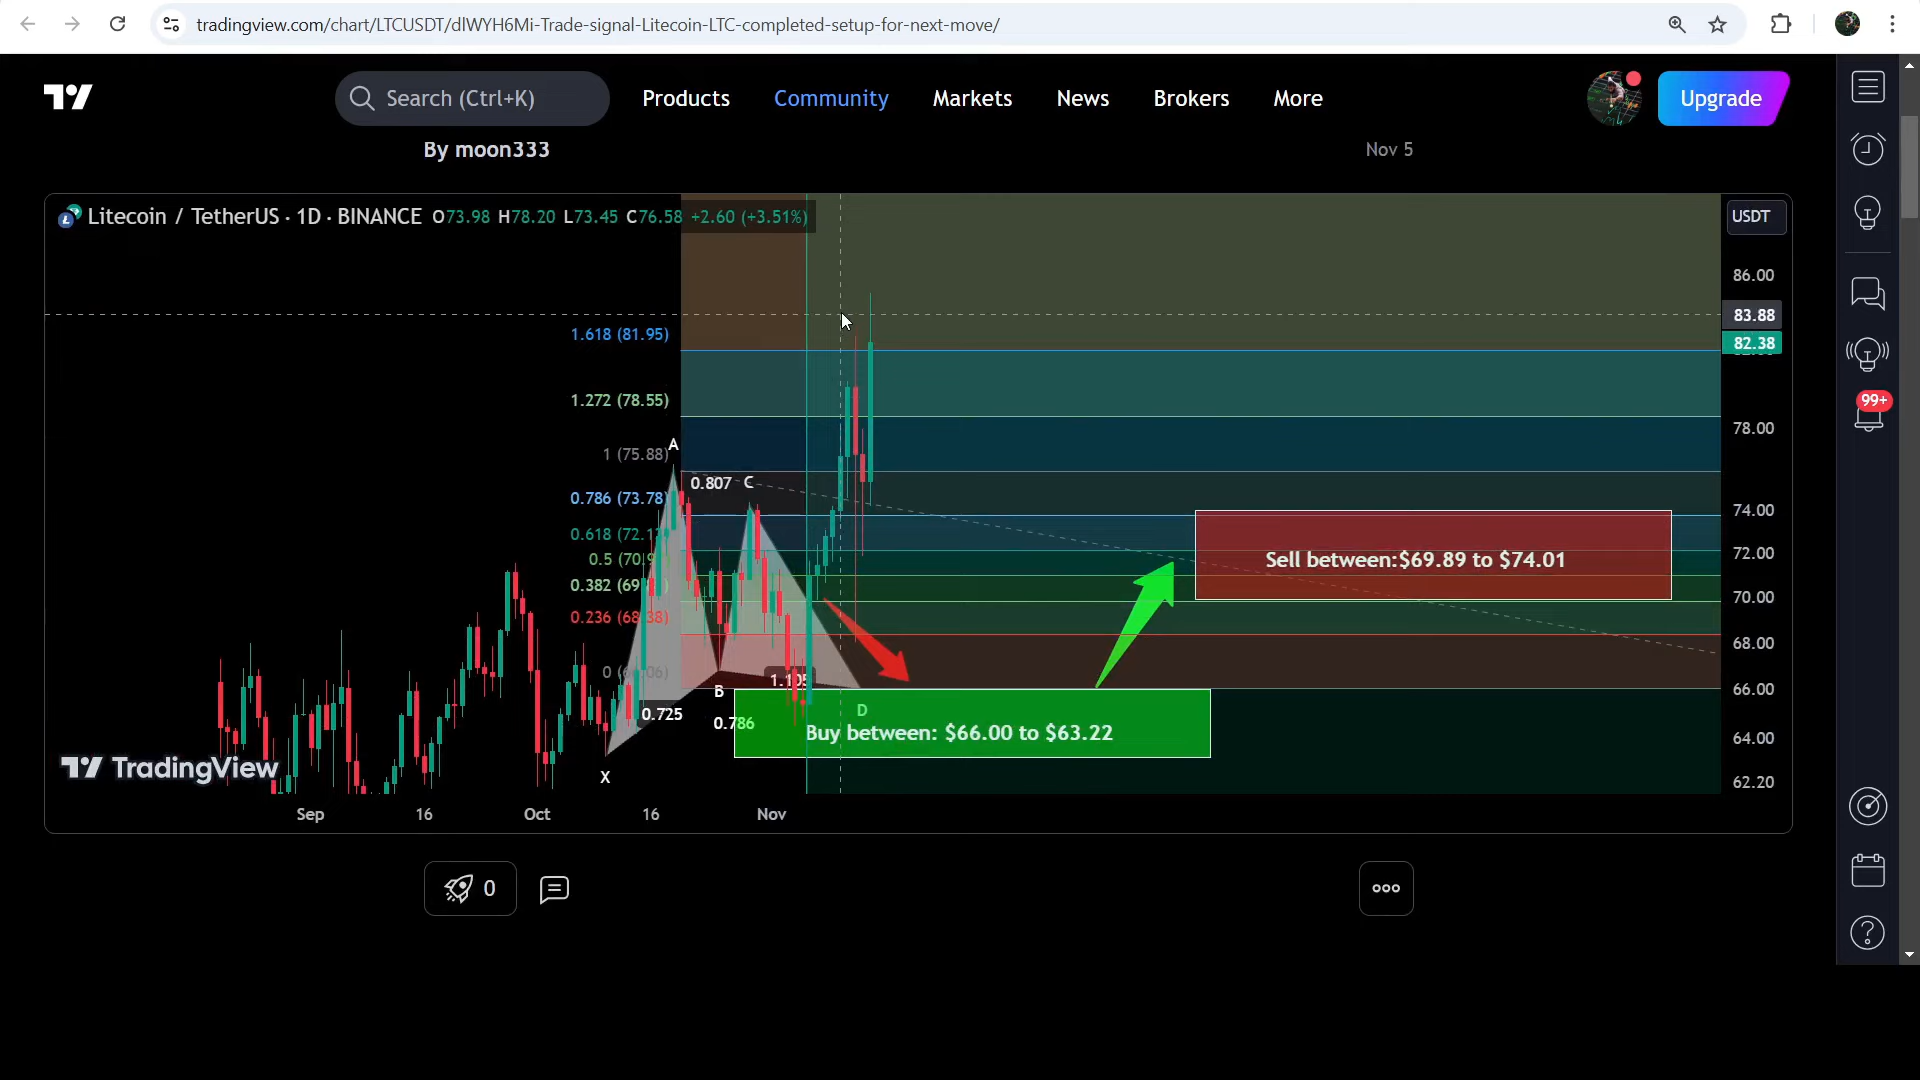 tradingview.com/chart/LTCUSDT/dlWYH6Mi-Trade-signal-Litecoin-LTC-completed-setup-for-next-move/
Search (Ctrl+K)
Products
Community
Markets
News
Brokers
More
Upgrade
By moon333
Nov 5
Litecoin / TetherUS · 1D · BINANCE O73.98 H78.20 L73.45 C76.58 +2.60 (+3.51%)
USDT
86.00
83.88
82.38
1.618 (81.95)
1.272 (78.55)
99+
78.00
A
1 (75.88)
0.807 C
0.786 (73.78)
74.00
0.618 (72.1
72.00
0.5 (70.9
Sell between:$69.89 to $74.01
0.382 (69.
70.00
0.236 (68.38)
68.00
1.105
B
66.00
0.725
0.786
D
Buy between: $66.00 to $63.22
64.00
TradingView
X
62.20
Sep
16
Oct
16
Nov
0